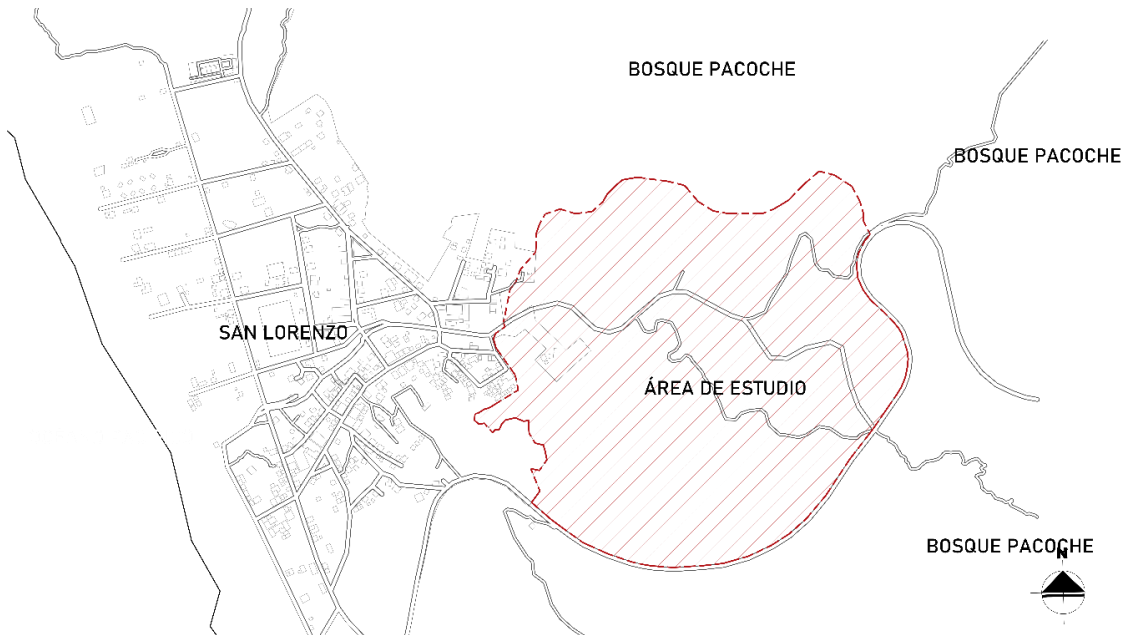 BOSQUE PACOCHE
BOSQUE PACOCHE
SAN LORENZO
ÁREA DE ESTUDIO
BOSQUE PACOCHE
N